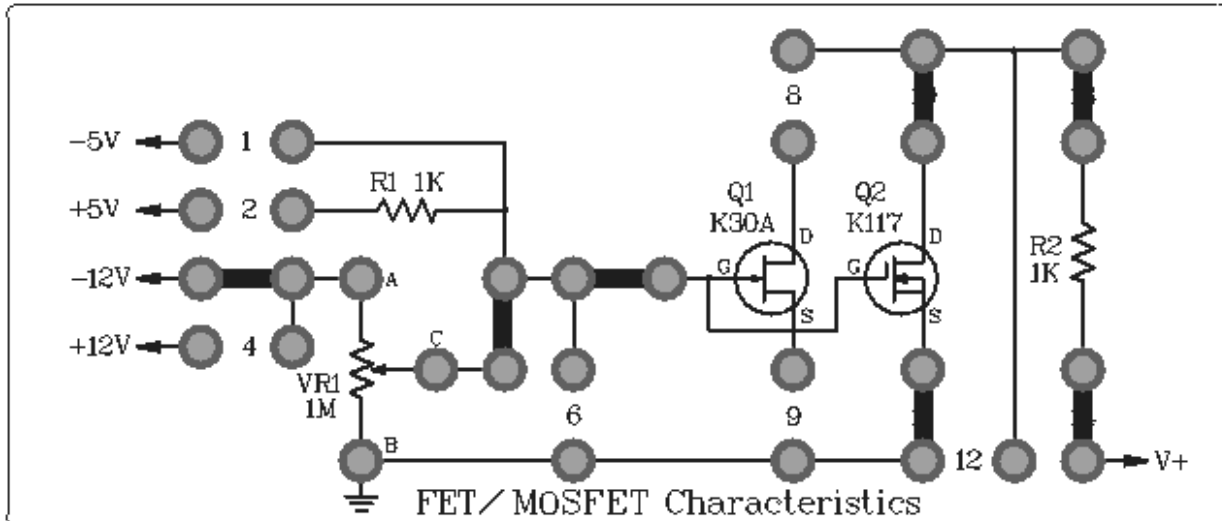 8
−5V 1
R1 1K
+5V 2
Q1 Q2
K30A K117
D D
R2
1K
−12V A G G
S S
+12V 4
C
VR1
1M
6 9
B 12 V+
FET/MOSFET Characteristics